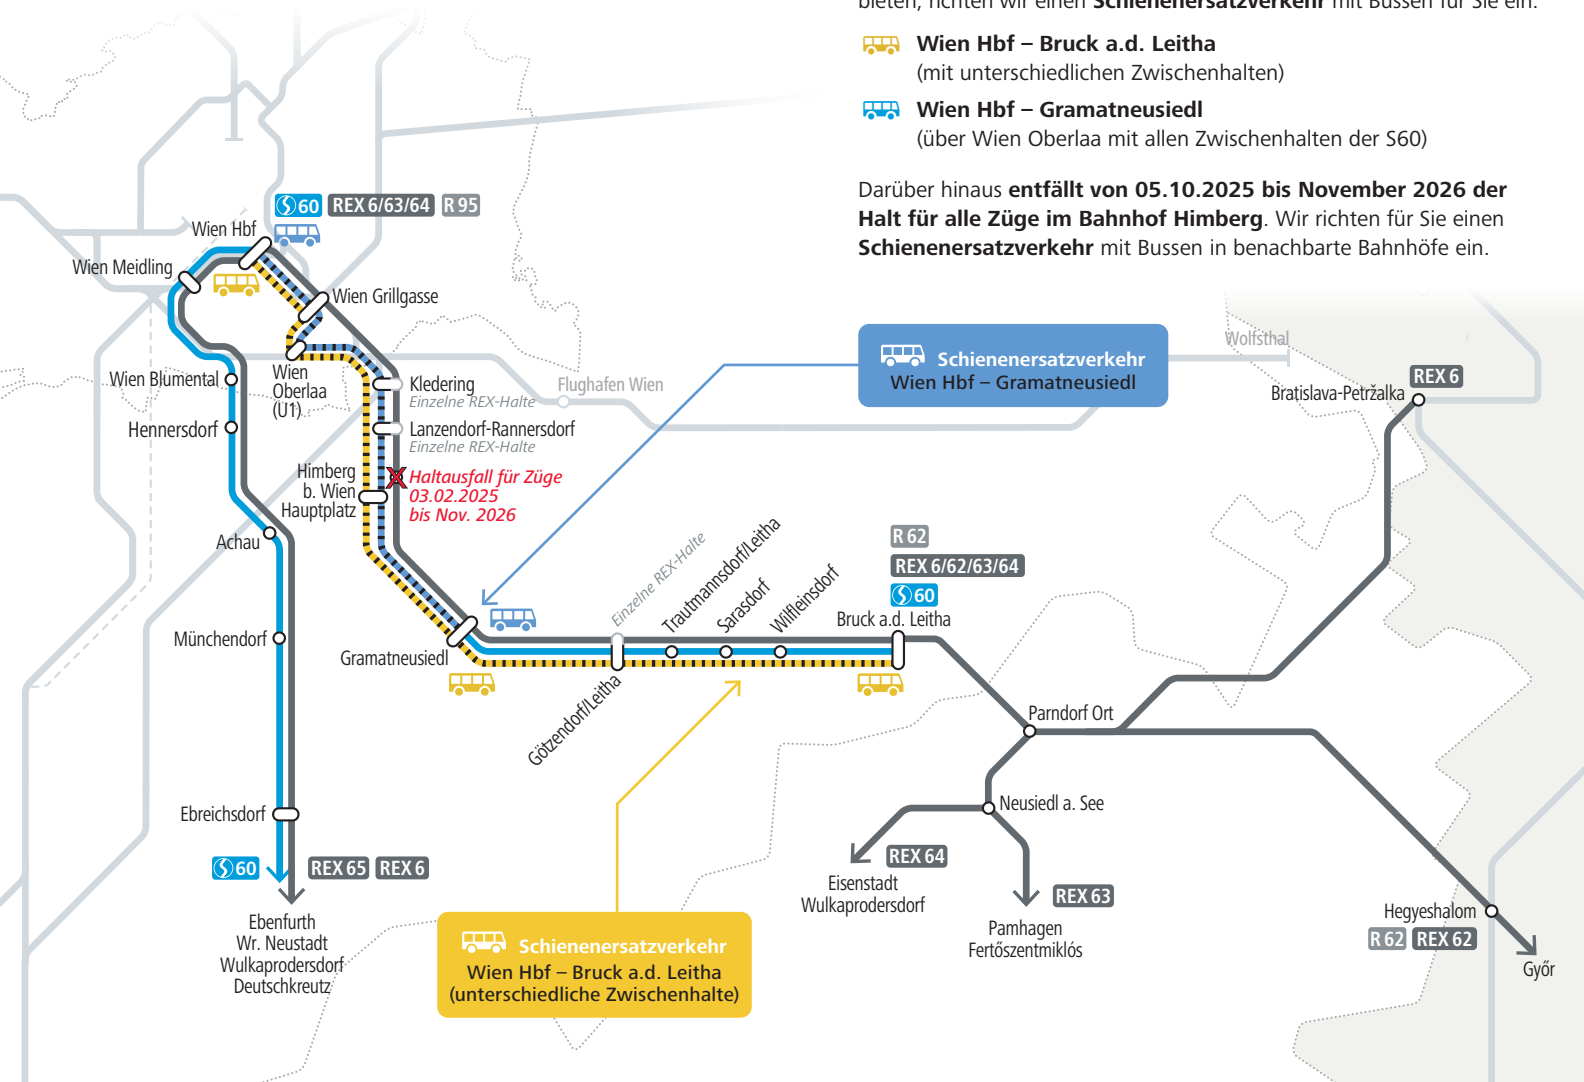 bieten, richten wir einen Schienenersatzverkehr mit Bussen für Sie ein.
Wien Hbf – Bruck a.d. Leitha
(mit unterschiedlichen Zwischenhalten)
Wien Hbf – Gramatneusiedl
(über Wien Oberlaa mit allen Zwischenhalten der S60)
Darüber hinaus entfällt von 05.10.2025 bis November 2026 der
Halt für alle Züge im Bahnhof Himberg. Wir richten für Sie einen
Schienenersatzverkehr mit Bussen in benachbarte Bahnhöfe ein.
S 60 REX 6/63/64 R 95
Wien Hbf
Wien Meidling
Wien Grillgasse
Wien Blumental
Wien
Oberlaa
(U1)
Hennersdorf
Kledering
Einzelne REX-Halte
Flughafen Wien
Lanzendorf-Rannersdorf
Einzelne REX-Halte
Himberg
b. Wien
Hauptplatz
Haltausfall für Züge
03.02.2025
bis Nov. 2026
Achau
Münchendorf
Ebreichsdorf
S 60 REX 65 REX 6
Ebenfurth
Wr. Neustadt
Wulkaprodersdorf
Deutschkreutz
Schienenersatzverkehr
Wien Hbf – Gramatneusiedl
Wolfsthal
Bratislava-Petržalka
REX 6
Gramatneusiedl
Einzelne REX-Halte
Götzendorf/Leitha
Trautmannsdorf/Leitha
Sarasdorf
Wilfleinsdorf
R 62
REX 6/62/63/64
S 60
Bruck a.d. Leitha
Parndorf Ort
Neusiedl a. See
REX 64
Eisenstadt
Wulkaprodersdorf
REX 63
Pamhagen
Fertőszentmiklós
Hegyeshalom
R 62 REX 62
Győr
Schienenersatzverkehr
Wien Hbf – Bruck a.d. Leitha
(unterschiedliche Zwischenhalte)